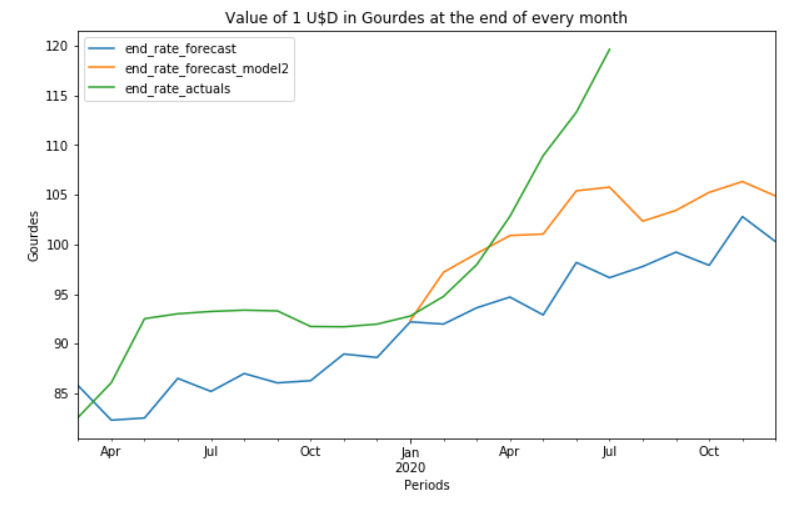 Value of 1 U$D in Gourdes at the end of every month
end_rate_forecast
end_rate_forecast_model2
end_rate_actuals
120
115
110
105
100
95
90
85
Gourdes
Apr
Jul
Oct
Jan
2020
Apr
Jul
Oct
Periods